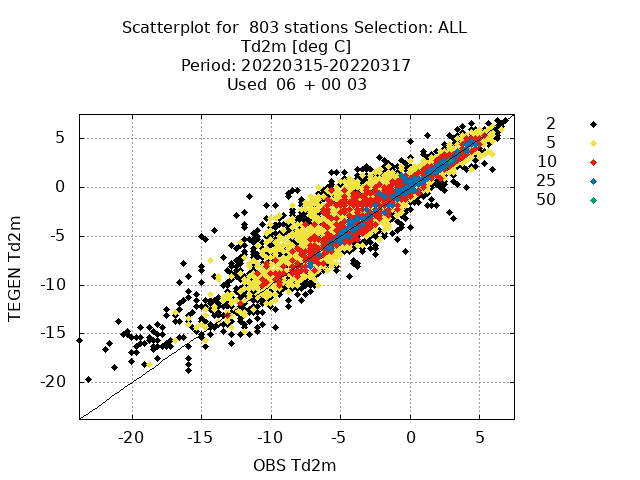 Scatterplot for  803 stations Selection: ALL
Td2m [deg C]
Period: 20220315-20220317
Used  06 + 00 03
2
5
10
25
50
TEGEN Td2m
5
0
-5
-10
-15
-20
-20 -15 -10 -5 0 5
OBS Td2m